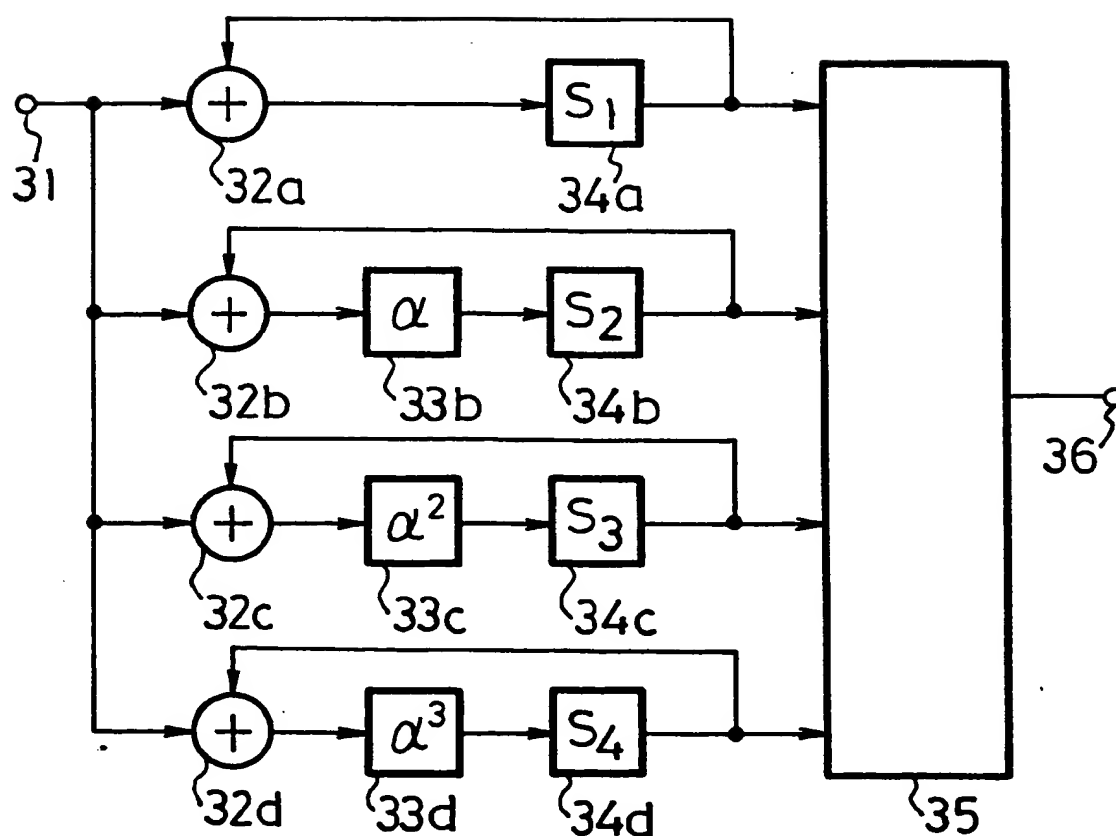 + S1
31 32a 34a
+ α S2
32b 33b 34b
36
+ α² S3
32c 33c 34c
+ α³ S4
32d 33d 34d 35